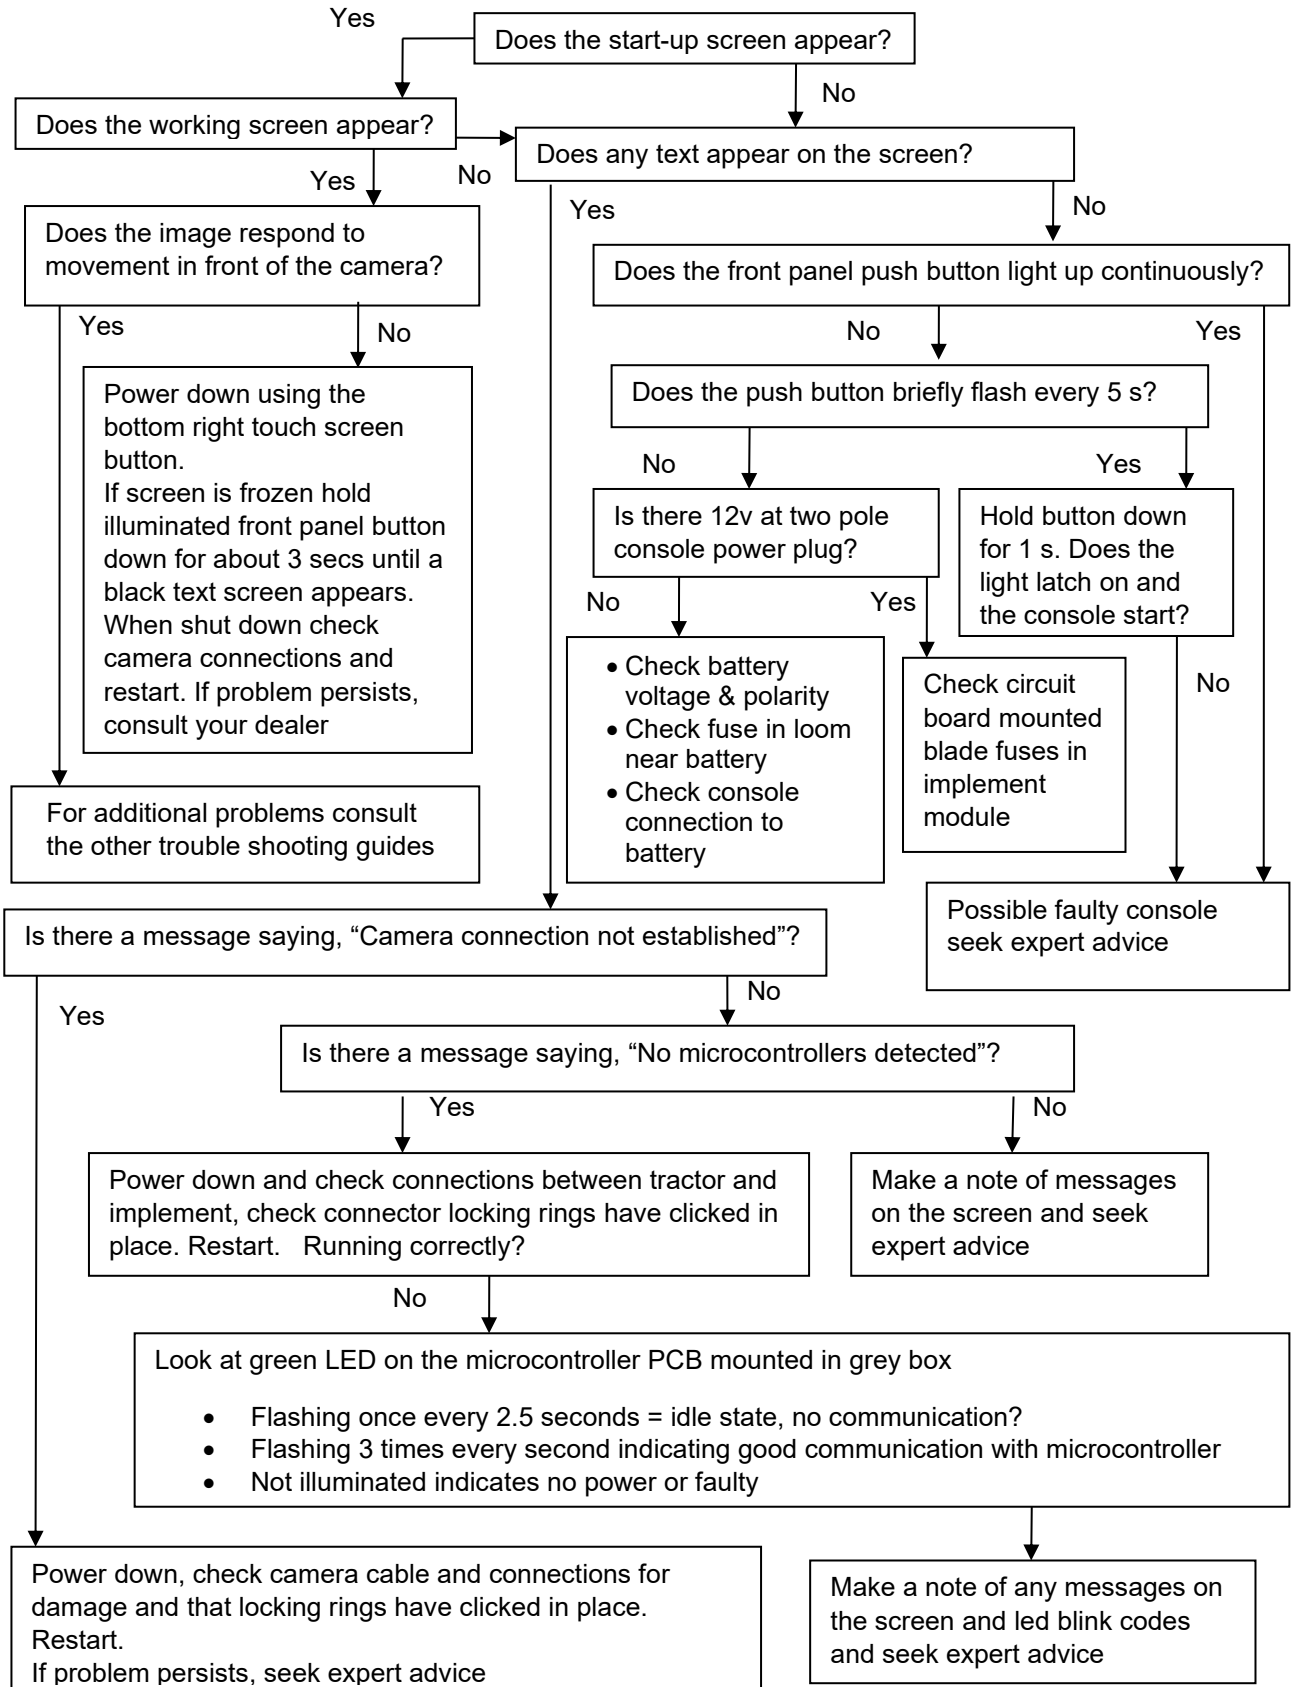 Yes
Does the start-up screen appear?
No
Does the working screen appear?
Does any text appear on the screen?
Yes
No
Yes
No
Does the image respond to
movement in front of the camera?
Does the front panel push button light up continuously?
Yes
No
No
Yes
Power down using the
bottom right touch screen
button.
If screen is frozen hold
illuminated front panel button
down for about 3 secs until a
black text screen appears.
When shut down check
camera connections and
restart. If problem persists,
consult your dealer
Does the push button briefly flash every 5 s?
No
Yes
Is there 12v at two pole
console power plug?
Hold button down
for 1 s. Does the
light latch on and
the console start?
No
Yes
No
• Check battery
voltage & polarity
• Check fuse in loom
near battery
• Check console
connection to
battery
Check circuit
board mounted
blade fuses in
implement
module
For additional problems consult
the other trouble shooting guides
Possible faulty console
seek expert advice
Is there a message saying, “Camera connection not established”?
Yes
No
Is there a message saying, “No microcontrollers detected”?
Yes
No
Power down and check connections between tractor and
implement, check connector locking rings have clicked in
place. Restart.   Running correctly?
Make a note of messages
on the screen and seek
expert advice
No
Look at green LED on the microcontroller PCB mounted in grey box
• Flashing once every 2.5 seconds = idle state, no communication?
• Flashing 3 times every second indicating good communication with microcontroller
• Not illuminated indicates no power or faulty
Power down, check camera cable and connections for
damage and that locking rings have clicked in place.
Restart.
If problem persists, seek expert advice
Make a note of any messages on
the screen and led blink codes
and seek expert advice